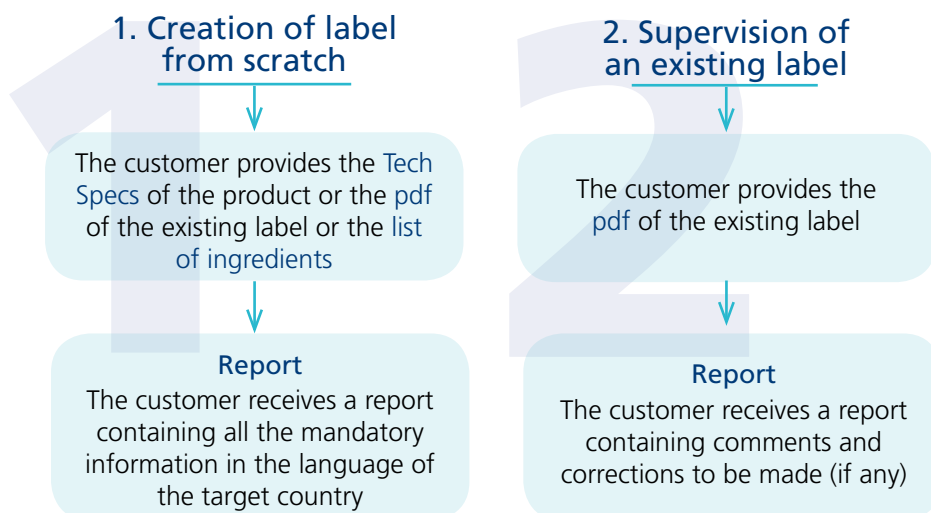 1. Creation of label
from scratch
The customer provides the Tech
Specs of the product or the pdf
of the existing label or the list
of ingredients
Report
The customer receives a report
containing all the mandatory
information in the language of
the target country
2. Supervision of
an existing label
The customer provides the
pdf of the existing label
Report
The customer receives a report
containing comments and
corrections to be made (if any)
1
2